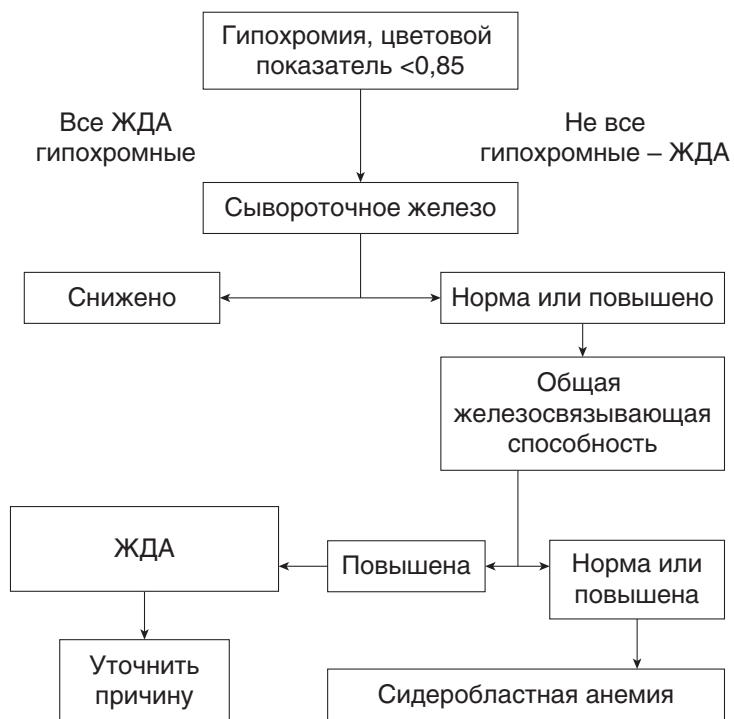 Гипохромия, цветовой
показатель <0,85
Все ЖДА
гипохромные
Не все
гипохромные – ЖДА
Сывороточное железо
Снижено
Норма или повышено
Общая
железосвязывающая
способность
ЖДА
Повышена
Норма или
повышена
Уточнить
причину
Сидеробластная анемия